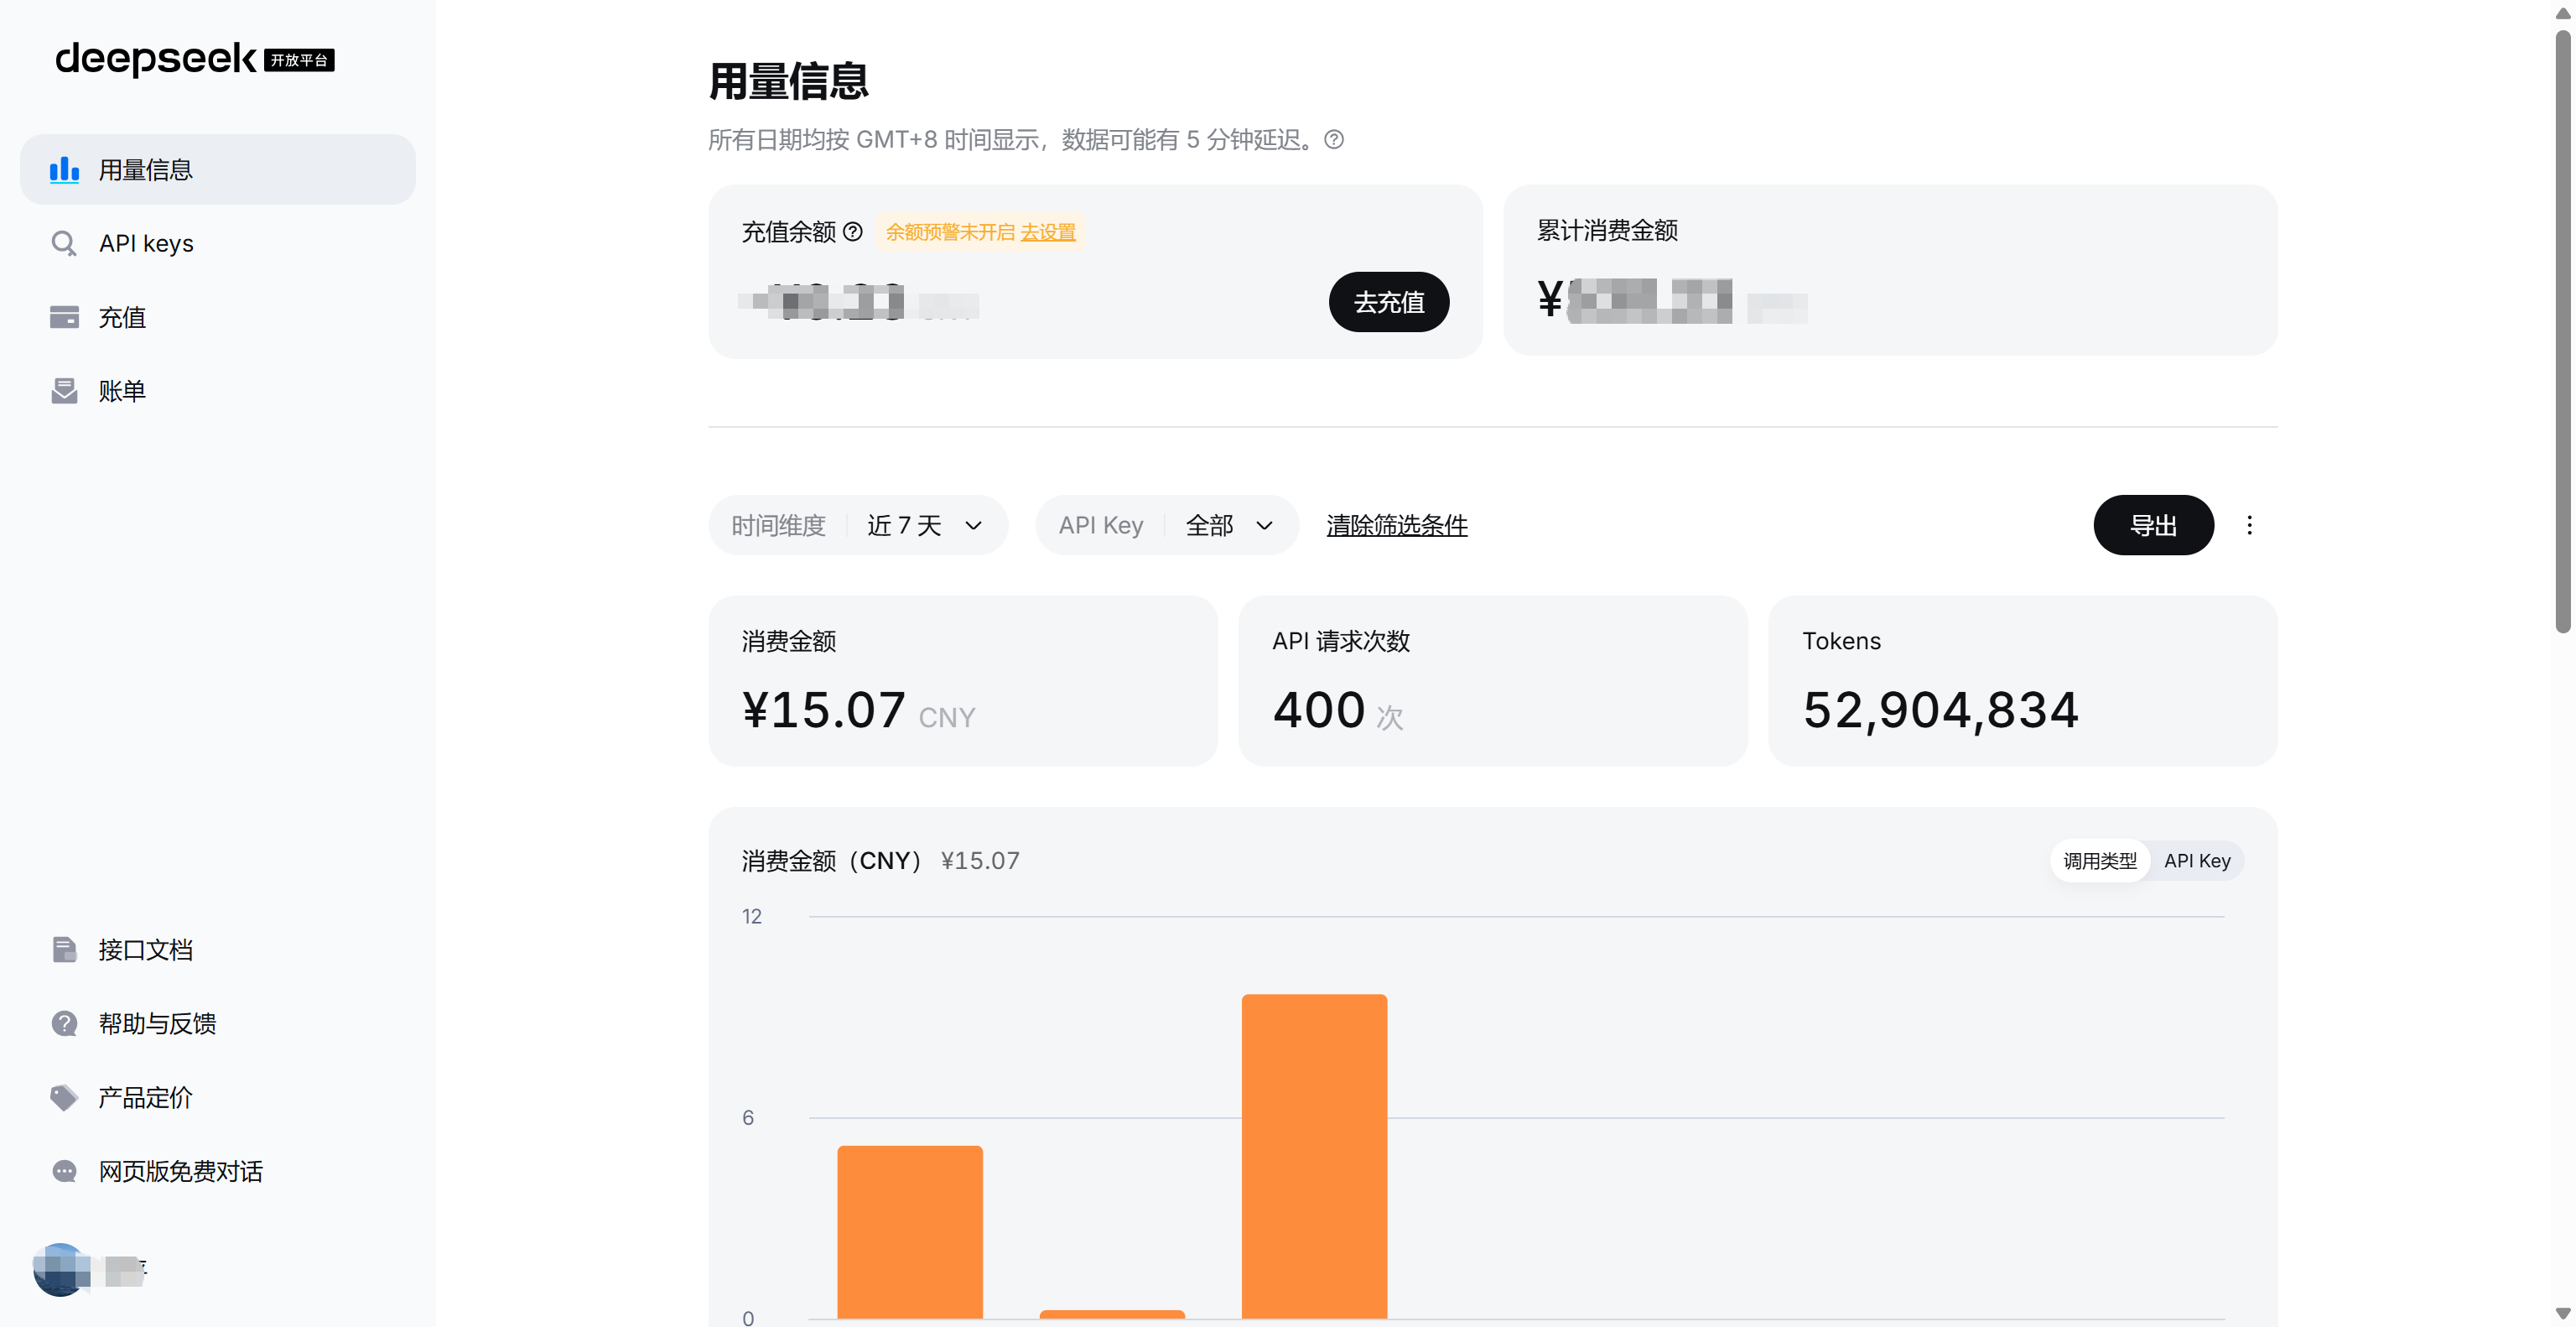 deepseek 开放平台
用量信息
API keys
充值
账单
接口文档
帮助与反馈
产品定价
网页版免费对话
用量信息
所有日期均按 GMT+8 时间显示，数据可能有 5 分钟延迟。
充值余额 余额预警未开启 去设置
去充值
累计消费金额
¥
时间维度 近 7 天
API Key 全部
清除筛选条件
导出
消费金额
¥15.07 CNY
API 请求次数
400 次
Tokens
52,904,834
消费金额（CNY） ¥15.07
调用类型 API Key
12
6
0